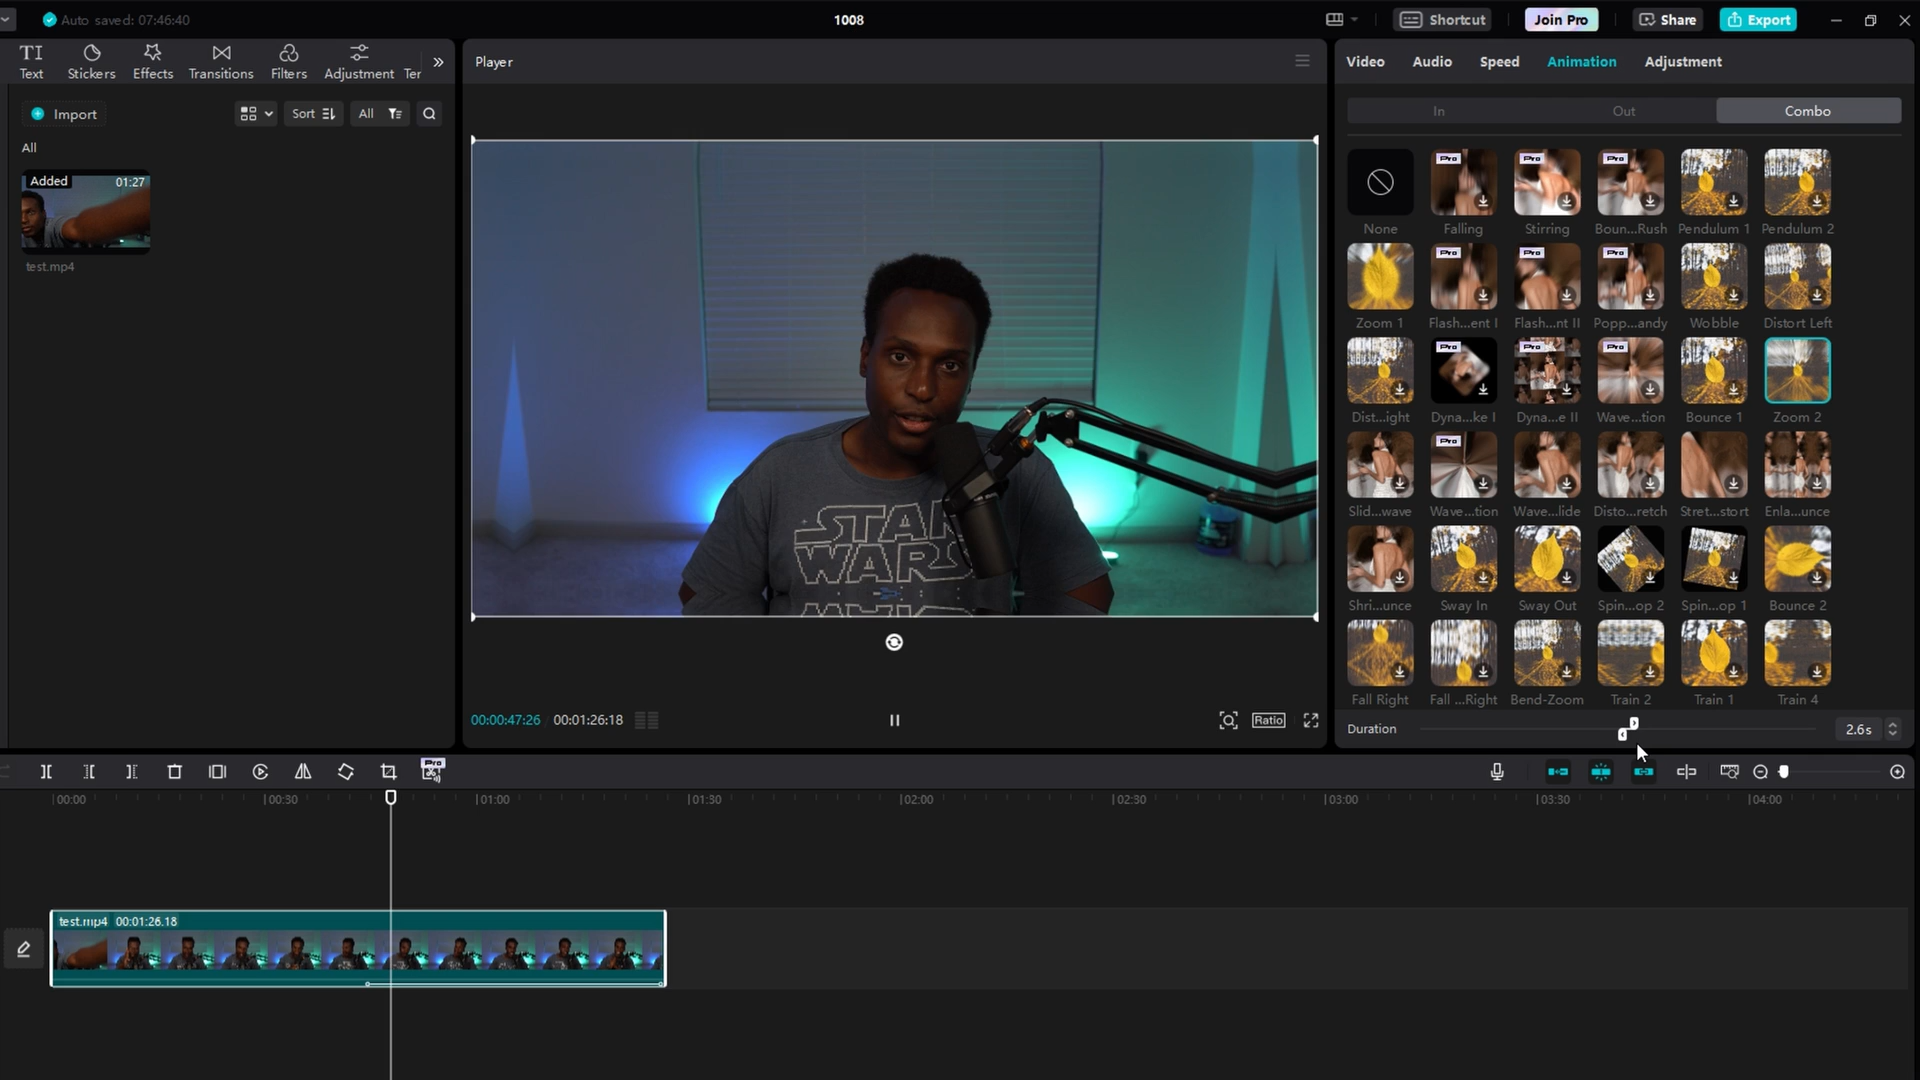 Auto saved: 07:46:40
1008
Shortcut
Join Pro
Share
Export
Text
Stickers
Effects
Transitions
Filters
Adjustment
Ter
Import
Sort
All
All
Added
01:27
test.mp4
Player
STAR
WARS
00:00:47:26
00:01:26:18
Ratio
Video
Audio
Speed
Animation
Adjustment
In
Out
Combo
Pro
Pro
Pro
None
Falling
Stirring
Boun...Rush
Pendulum 1
Pendulum 2
Pro
Pro
Pro
Zoom 1
Flash...ent I
Flash...nt II
Popp...andy
Wobble
Distort Left
Pro
Pro
Pro
Dist...ight
Dyna...ke I
Dyna...e II
Wave...tion
Bounce 1
Zoom 2
Pro
Slid...wave
Wave...tion
Wave...lide
Disto...retch
Stret...stort
Enla...unce
Shri...unce
Sway In
Sway Out
Spin...op 2
Spin...op 1
Bounce 2
Fall Right
Fall ...Right
Bend-Zoom
Train 2
Train 1
Train 4
Duration
2.6s
Pro
00:00
00:30
01:00
01:30
02:00
02:30
03:00
03:30
04:00
test.mp4 00:01:26.18